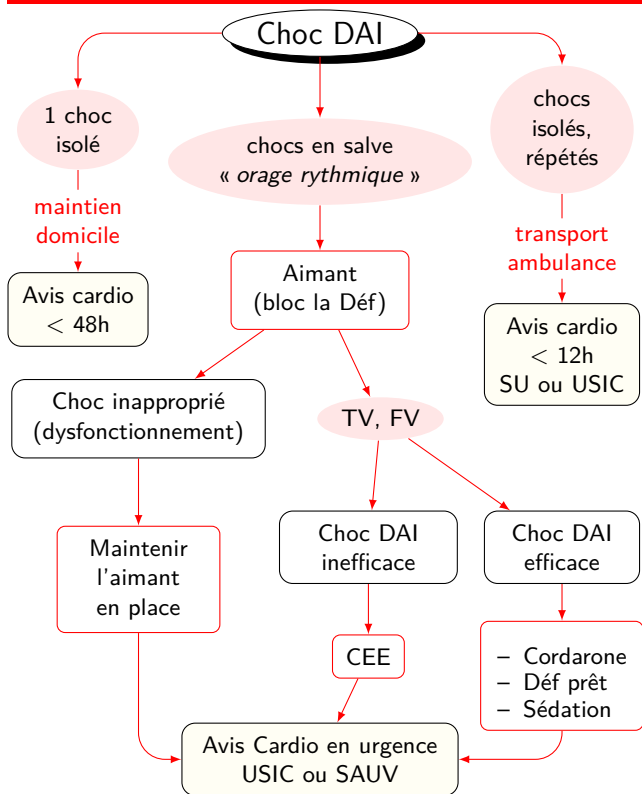 Choc DAI
1 choc
isolé
chocs en salve
« orage rythmique »
chocs
isolés,
répétés
maintien
domicile
transport
ambulance
Avis cardio
< 48h
Aimant
(bloc la Déf)
Avis cardio
< 12h
SU ou USIC
Choc inapproprié
(dysfonctionnement)
TV, FV
Maintenir
l'aimant
en place
Choc DAI
inefficace
Choc DAI
efficace
CEE
– Cordarone
– Déf prêt
– Sédation
Avis Cardio en urgence
USIC ou SAUV